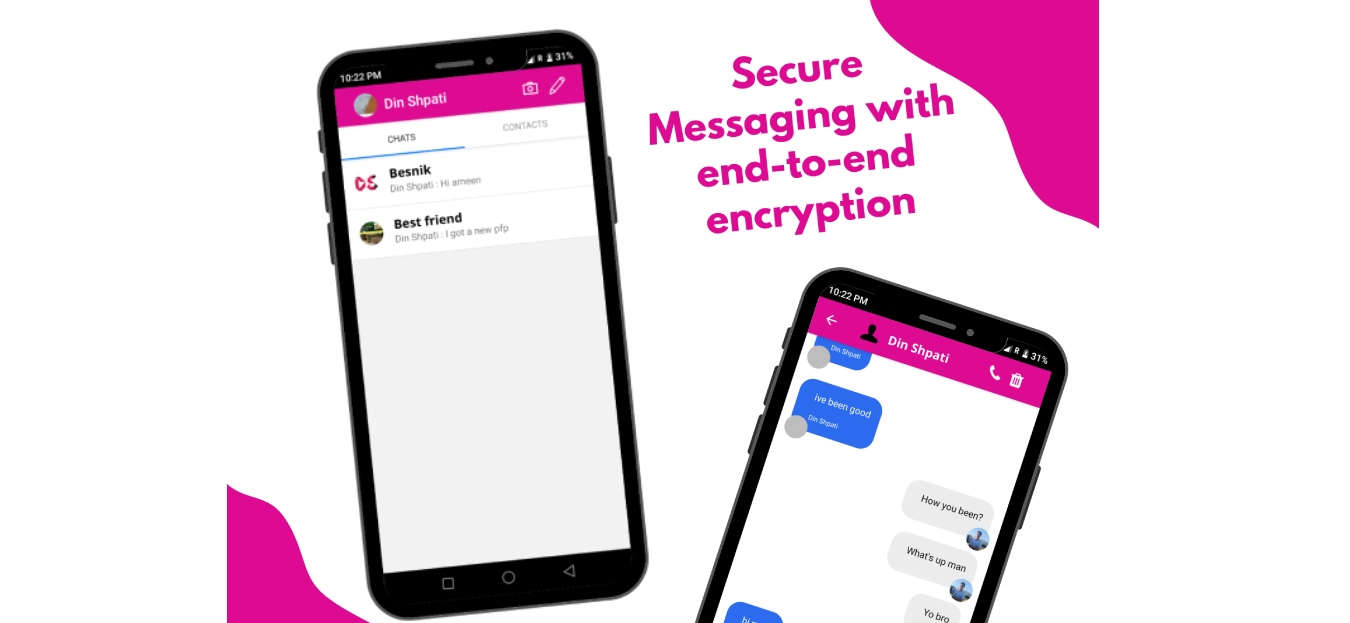 10:22 PM
R 31%
Din Shpati
CHATS
CONTACTS
Besnik
Din Shpati : Hi ameen
Best friend
Din Shpati : I got a new pfp
Secure
Messaging with
end-to-end
encryption
10:22 PM
R 31%
Din Shpati
Din Shpati
ive been good
Din Shpati
How you been?
What's up man
Yo bro